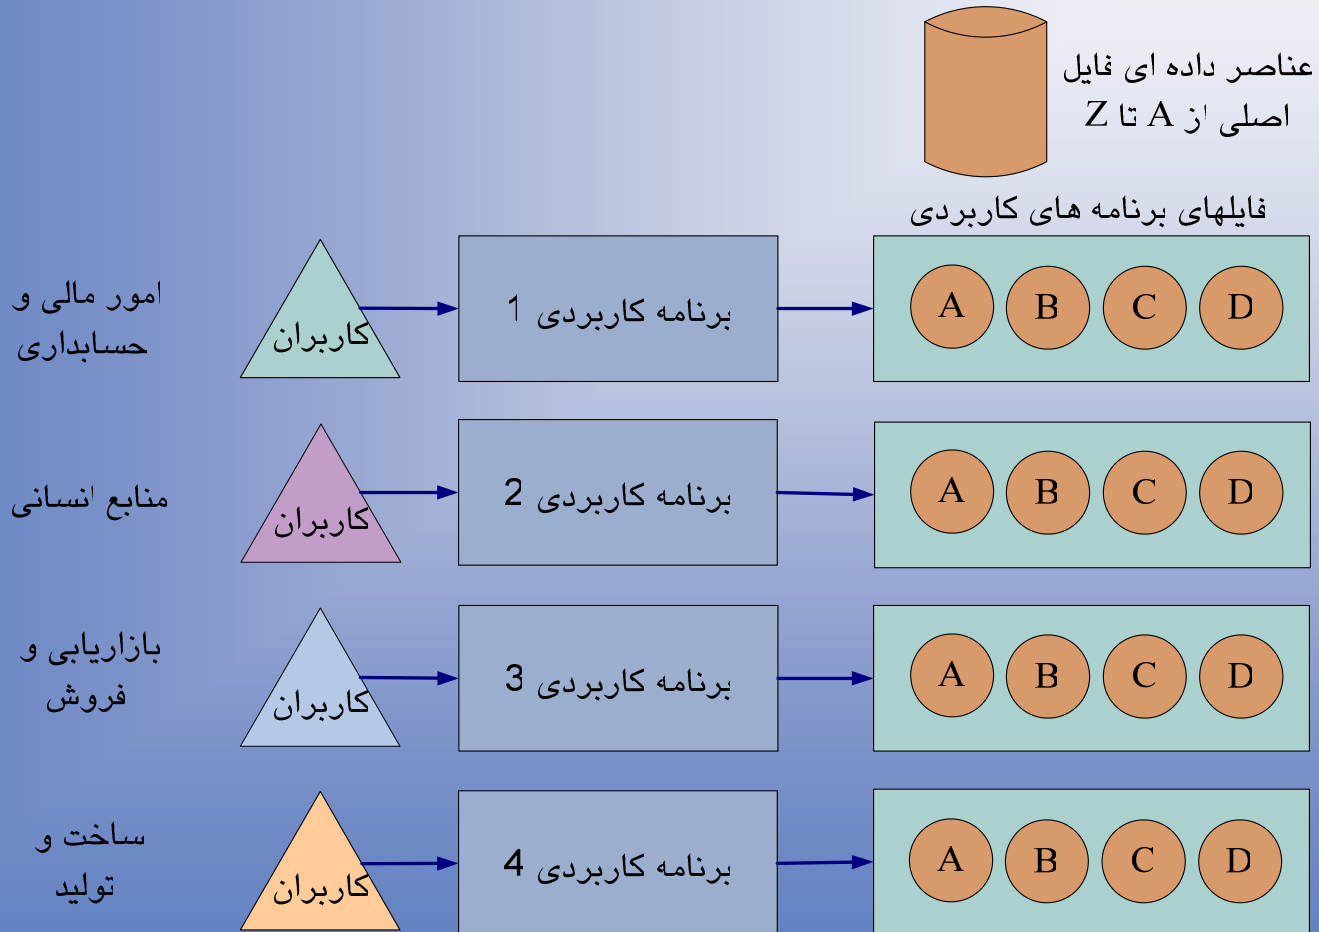 عناصر داده ای فایل
اصلی از A تا Z
فایلهای برنامه های کاربردی
امور مالی و
حسابداری
کاربران
برنامه کاربردی 1
A B C D
منابع انسانی
کاربران
برنامه کاربردی 2
A B C D
بازاریابی و
فروش
کاربران
برنامه کاربردی 3
A B C D
ساخت و
تولید
کاربران
برنامه کاربردی 4
A B C D